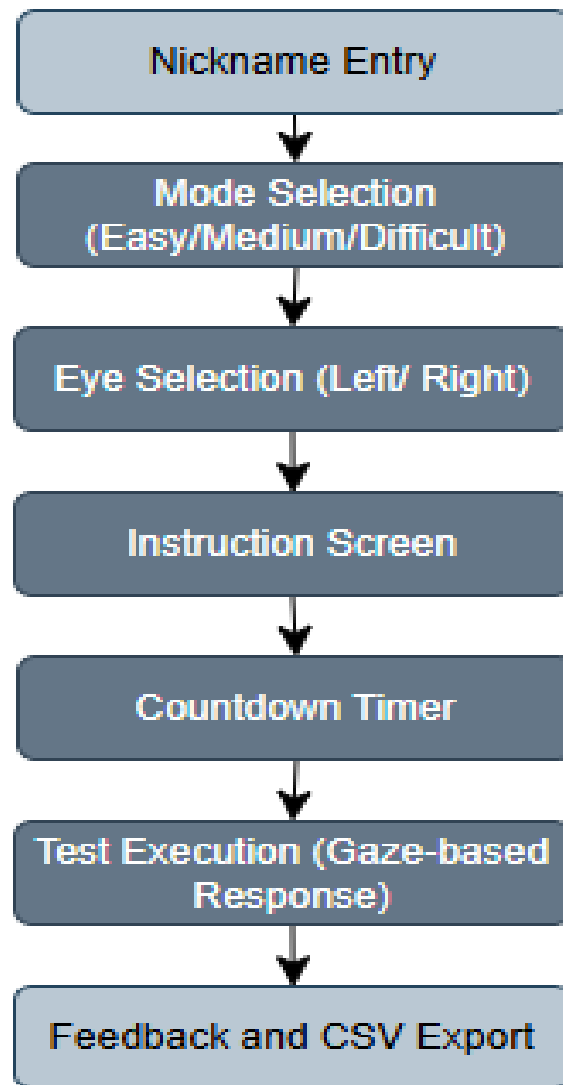 Nickname Entry
Mode Selection
(Easy/Medium/Difficult)
Eye Selection (Left/ Right)
Instruction Screen
Countdown Timer
Test Execution (Gaze-based
Response)
Feedback and CSV Export